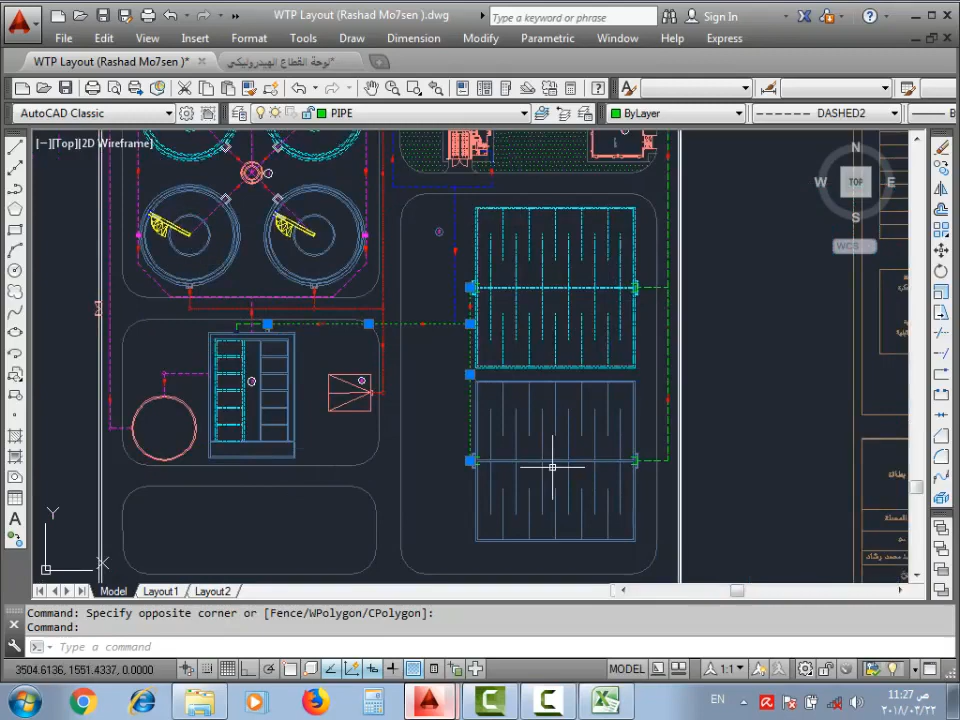 WTP Layout (Rashad Mo7sen ).dwg
Type a keyword or phrase
Sign In
File Edit View Insert Format Tools Draw Dimension Modify Parametric Window Help Express
WTP Layout (Rashad Mo7sen )*
لوحة القطاع الهيدروليكي*
AutoCAD Classic
PIPE
ByLayer
DASHED2
B
[−][Top][2D Wireframe]
N
W TOP E
S
WCS
Y
X
Model Layout1 Layout2
Command: Specify opposite corner or [Fence/WPolygon/CPolygon]:
Command:
Type a command
3504.6136, 1551.4337, 0.0000
MODEL
1:1
EN
11:27 ص
٢٠١٨/٠٣/٢٢